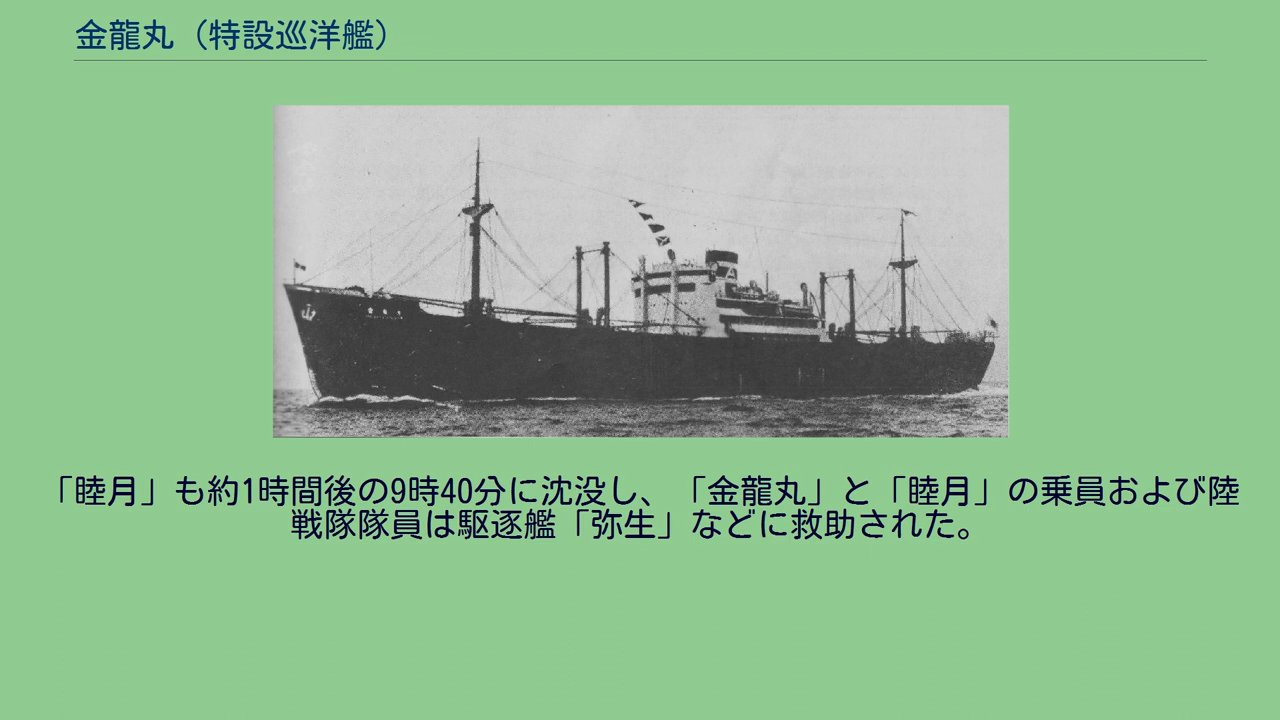 金龍丸（特設巡洋艦）
A
「睦月」も約1時間後の9時40分に沈没し、「金龍丸」と「睦月」の乗員および陸
戦隊隊員は駆逐艦「弥生」などに救助された。